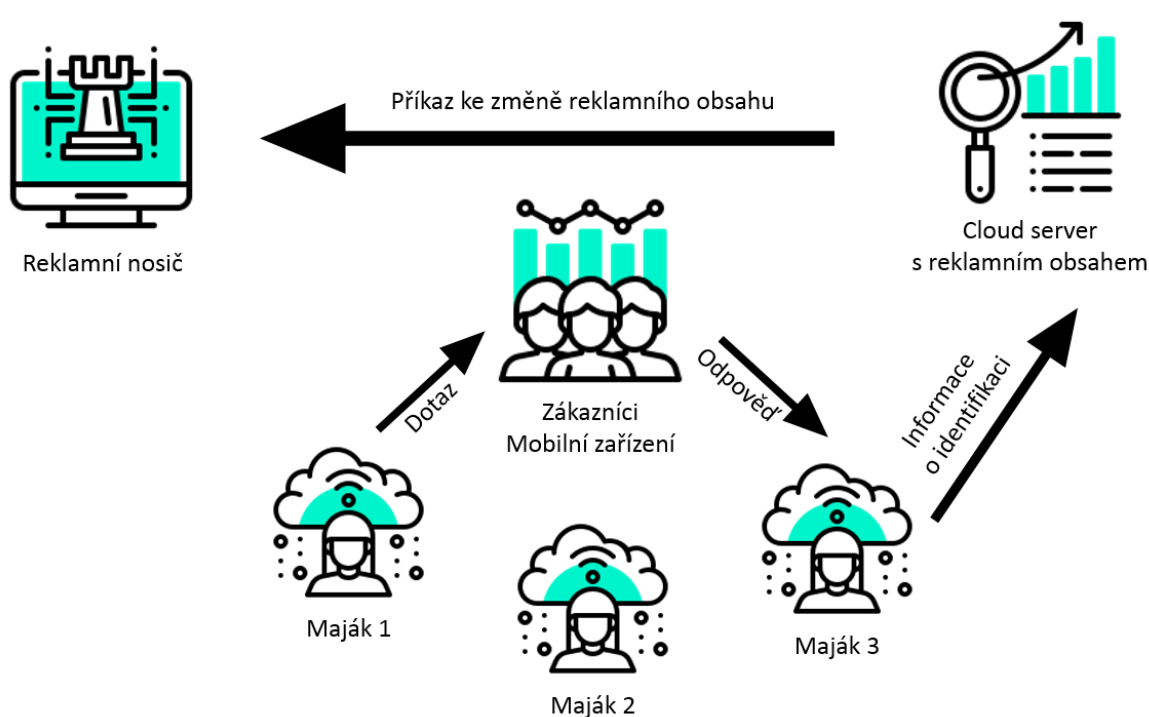 Příkaz ke změně reklamního obsahu
Reklamní nosič
Cloud server
s reklamním obsahem
Dotaz
Zákazníci
Mobilní zařízení
Odpověď
Informace
o identifikaci
Maják 1
Maják 2
Maják 3